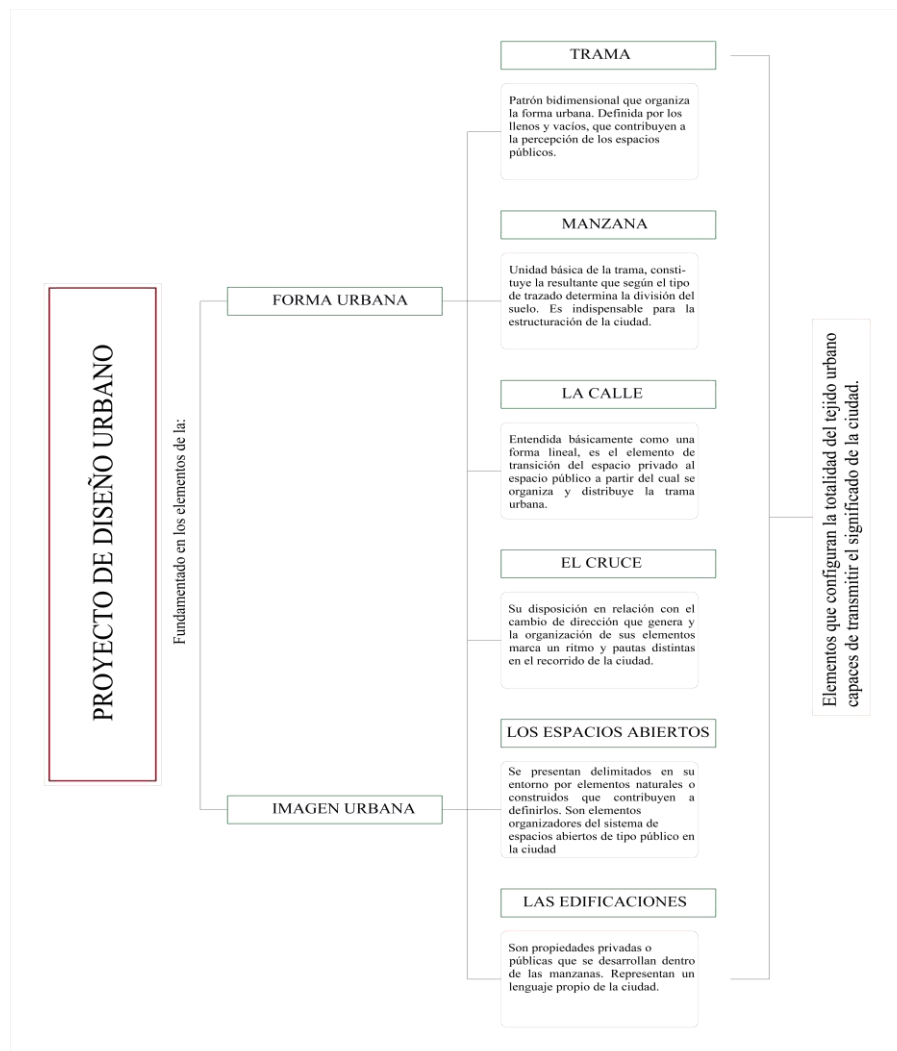 PROYECTO DE DISEÑO URBANO
Fundamentado en los elementos de la:
FORMA URBANA
IMAGEN URBANA
TRAMA
Patrón bidimensional que organiza
la forma urbana. Definida por los
llenos y vacíos, que contribuyen a
la percepción de los espacios
públicos.
MANZANA
Unidad básica de la trama, consti-
tuye la resultante que según el tipo
de trazado determina la división del
suelo. Es indispensable para la
estructuración de la ciudad.
LA CALLE
Entendida básicamente como una
forma lineal, es el elemento de
transición del espacio privado al
espacio público a partir del cual se
organiza y distribuye la trama
urbana.
EL CRUCE
Su disposición en relación con el
cambio de dirección que genera y
la organización de sus elementos
marca un ritmo y pautas distintas
en el recorrido de la ciudad.
LOS ESPACIOS ABIERTOS
Se presentan delimitados en su
entorno por elementos naturales o
construidos que contribuyen a
definirlos. Son elementos
organizadores del sistema de
espacios abiertos de tipo público en
la ciudad
LAS EDIFICACIONES
Son propiedades privadas o
públicas que se desarrollan dentro
de las manzanas. Representan un
lenguaje propio de la ciudad.
Elementos que configuran la totalidad del tejido urbano
capaces de transmitir el significado de la ciudad.